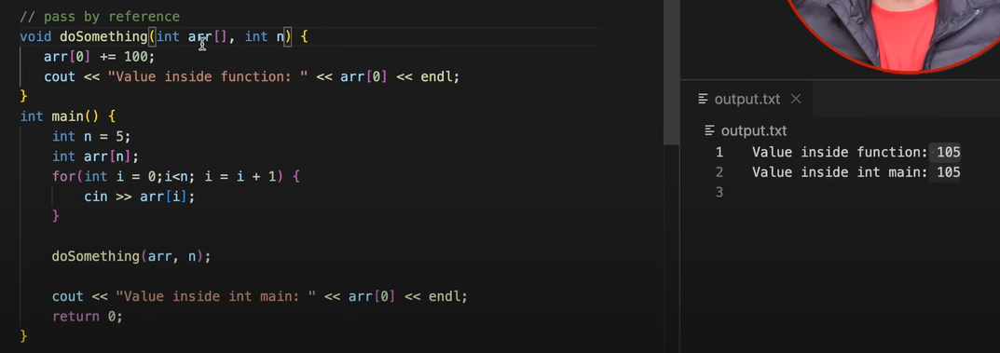 // pass by reference
void doSomething(int arr[], int n) {
arr[0] += 100;
cout << "Value inside function: " << arr[0] << endl;
}
int main() {
int n = 5;
int arr[n];
for(int i = 0;i<n; i = i + 1) {
cin >> arr[i];
}
doSomething(arr, n);
cout << "Value inside int main: " << arr[0] << endl;
return 0;
}
output.txt
output.txt
1 Value inside function: 105
2 Value inside int main: 105
3